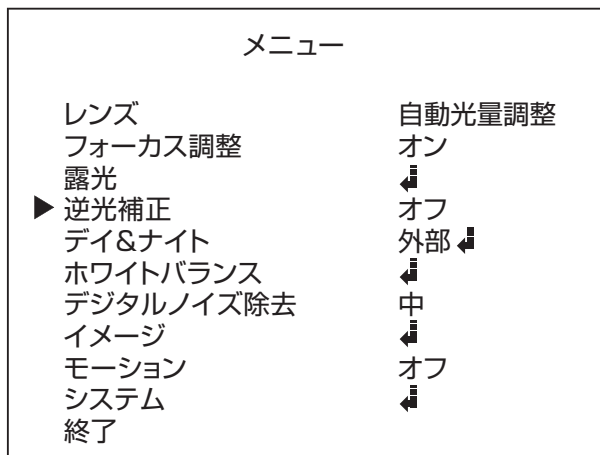 メニュー
レンズ 自動光量調整
フォーカス調整 オン
露光 ↲
▶ 逆光補正 オフ
デイ&ナイト 外部 ↲
ホワイトバランス ↲
デジタルノイズ除去 中
イメージ ↲
モーション オフ
システム ↲
終了